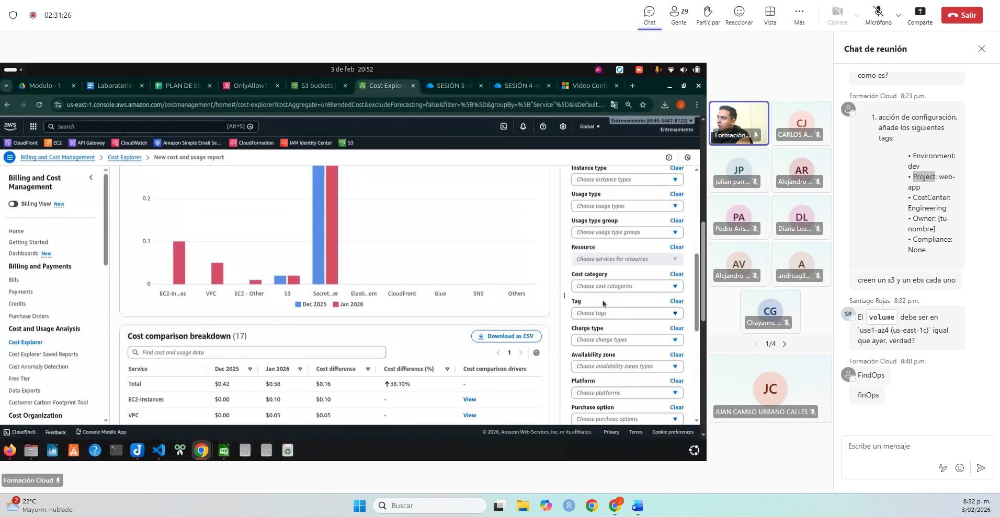 02:31:26
Chat
29
Gente
Participar
Reaccionar
Vista
Más
Cámara
Micrófono
Comparte
Salir
3 de feb 20:52
Modulo - 1 -
Laboratorio
PLAN DE ES
OnlyAllowT
S3 buckets
Cost Explor
SESIÓN 5 -
SESIÓN 4 -
Video Conf
us-east-1.console.aws.amazon.com/costmanagement/home#/cost-explorer?costAggregate=unBlendedCost&excludeForecasting=false&filter=%5B%5D&groupBy=%5B"Service"%5D&isDefault...
aws
Search
[Alt+S]
Global
Entrenamiento (6546-5447-8122)
Entrenamiento
CloudFront
EC2
API Gateway
CloudWatch
Amazon Simple Email Se...
CloudFormation
IAM Identity Center
S3
Billing and Cost Management
Cost Explorer
New cost and usage report
Billing and Cost
Management
Billing View New
Home
Getting Started
Dashboards New
Billing and Payments
Bills
Payments
Credits
Purchase Orders
Cost and Usage Analysis
Cost Explorer
Cost Explorer Saved Reports
Cost Anomaly Detection
Free Tier
Data Exports
Customer Carbon Footprint Tool
Cost Organization
0.2
0.1
0
EC2-In...es
VPC
EC2 - Other
S3
Secret...er
Elasti...em
CloudFront
Glue
SNS
Others
Dec 2025
Jan 2026
Cost comparison breakdown (17)
Download as CSV
Find cost and usage data
1
Service Dec 2025 Jan 2026 Cost difference Cost difference (%) Cost comparison drivers
Total $0.42 $0.58 $0.16 38.10% -
EC2-Instances $0.00 $0.10 $0.10 - View
VPC $0.00 $0.05 $0.05 - View
Instance type Clear
Choose instance types
Usage type Clear
Choose usage types
Usage type group Clear
Choose usage type groups
Resource Clear
Choose services for resources
Cost category Clear
Choose cost categories
Tag Clear
Choose tags
Charge type Clear
Choose charge types
Availability zone Clear
Choose availability zones types
Platform Clear
Choose platforms
Purchase option Clear
Choose purchase options
CloudShell
Feedback
Console Mobile App
© 2026, Amazon Web Services, Inc. or its affiliates.
Privacy
Terms
Cookie preferences
Formación...
CJ
CARLOS A...
JP
julian parr...
AR
Alejandro ...
PA
Pedro Aris...
DL
Diana Loz...
AV
Alejandro ...
A
andreag3...
CG
Chayanne ...
1/4
JC
JUAN CAMILO URBANO CALLES
Formación Cloud
Chat de reunión
como es?
Formación Cloud 8:23 p.m.
1. acción de configuración,
añade los siguientes
tags:
• Environment:
dev
• Project: web-
app
• CostCenter:
Engineering
• Owner: [tu-
nombre]
• Compliance:
None
creen un s3 y un ebs cada uno
Santiago Rojas 8:32 p.m.
SR
El volume debe ser en
`use1-az4 (us-east-1c)` igual
que ayer, verdad?
Formación Cloud 8:48 p.m.
FindOps
finOps
Escribe un mensaje
2
22°C
Mayorm. nublado
Buscar
8:52 p. m.
3/02/2026